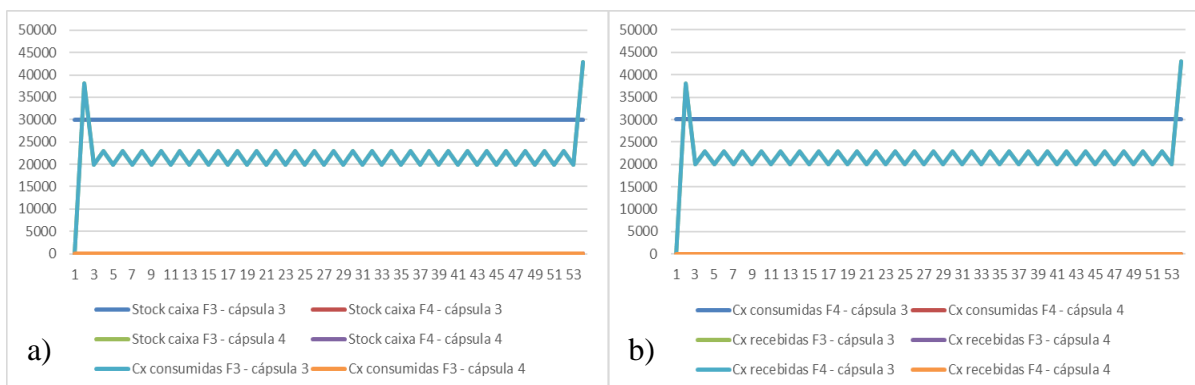 50000
45000
40000
35000
30000
25000
20000
15000
10000
5000
0
1 3 5 7 9 11 13 15 17 19 21 23 25 27 29 31 33 35 37 39 41 43 45 47 49 51 53
Stock caixa F3 - cápsula 3 Stock caixa F4 - cápsula 3
Stock caixa F3 - cápsula 4 Stock caixa F4 - cápsula 4
Cx consumidas F3 - cápsula 3 Cx consumidas F3 - cápsula 4
a)
50000
45000
40000
35000
30000
25000
20000
15000
10000
5000
0
1 3 5 7 9 11 13 15 17 19 21 23 25 27 29 31 33 35 37 39 41 43 45 47 49 51 53
Cx consumidas F4 - cápsula 3 Cx consumidas F4 - cápsula 4
Cx recebidas F3 - cápsula 3 Cx recebidas F3 - cápsula 4
Cx recebidas F4 - cápsula 3 Cx recebidas F4 - cápsula 4
b)